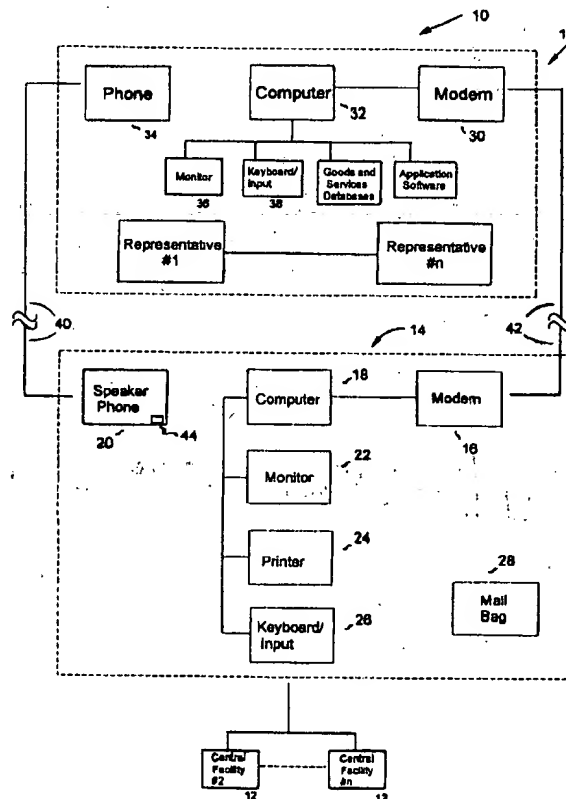 10
1
Phone
34
Computer
32
Modem
30
Monitor
36
Keyboard/
Input
38
Goods and
Services
Databases
Application
Software
Representative
#1
Representative
#n
40
42
14
Speaker
Phone
20
44
Computer
18
Modem
16
Monitor
22
Printer
24
Keyboard/
Input
26
28
Mail
Bag
Central
Facility
#2
12
Central
Facility
#n